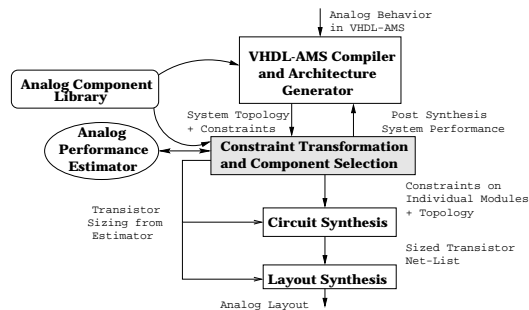 Analog Behavior
in VHDL-AMS
VHDL-AMS Compiler
and Architecture
Generator
Analog Component
Library
System Topology
+ Constraints
Post Synthesis
System Performance
Analog
Performance
Estimator
Constraint Transformation
and Component Selection
Constraints on
Individual Modules
+ Topology
Transistor
Sizing from
Estimator
Circuit Synthesis
Sized Transistor
Net-List
Layout Synthesis
Analog Layout